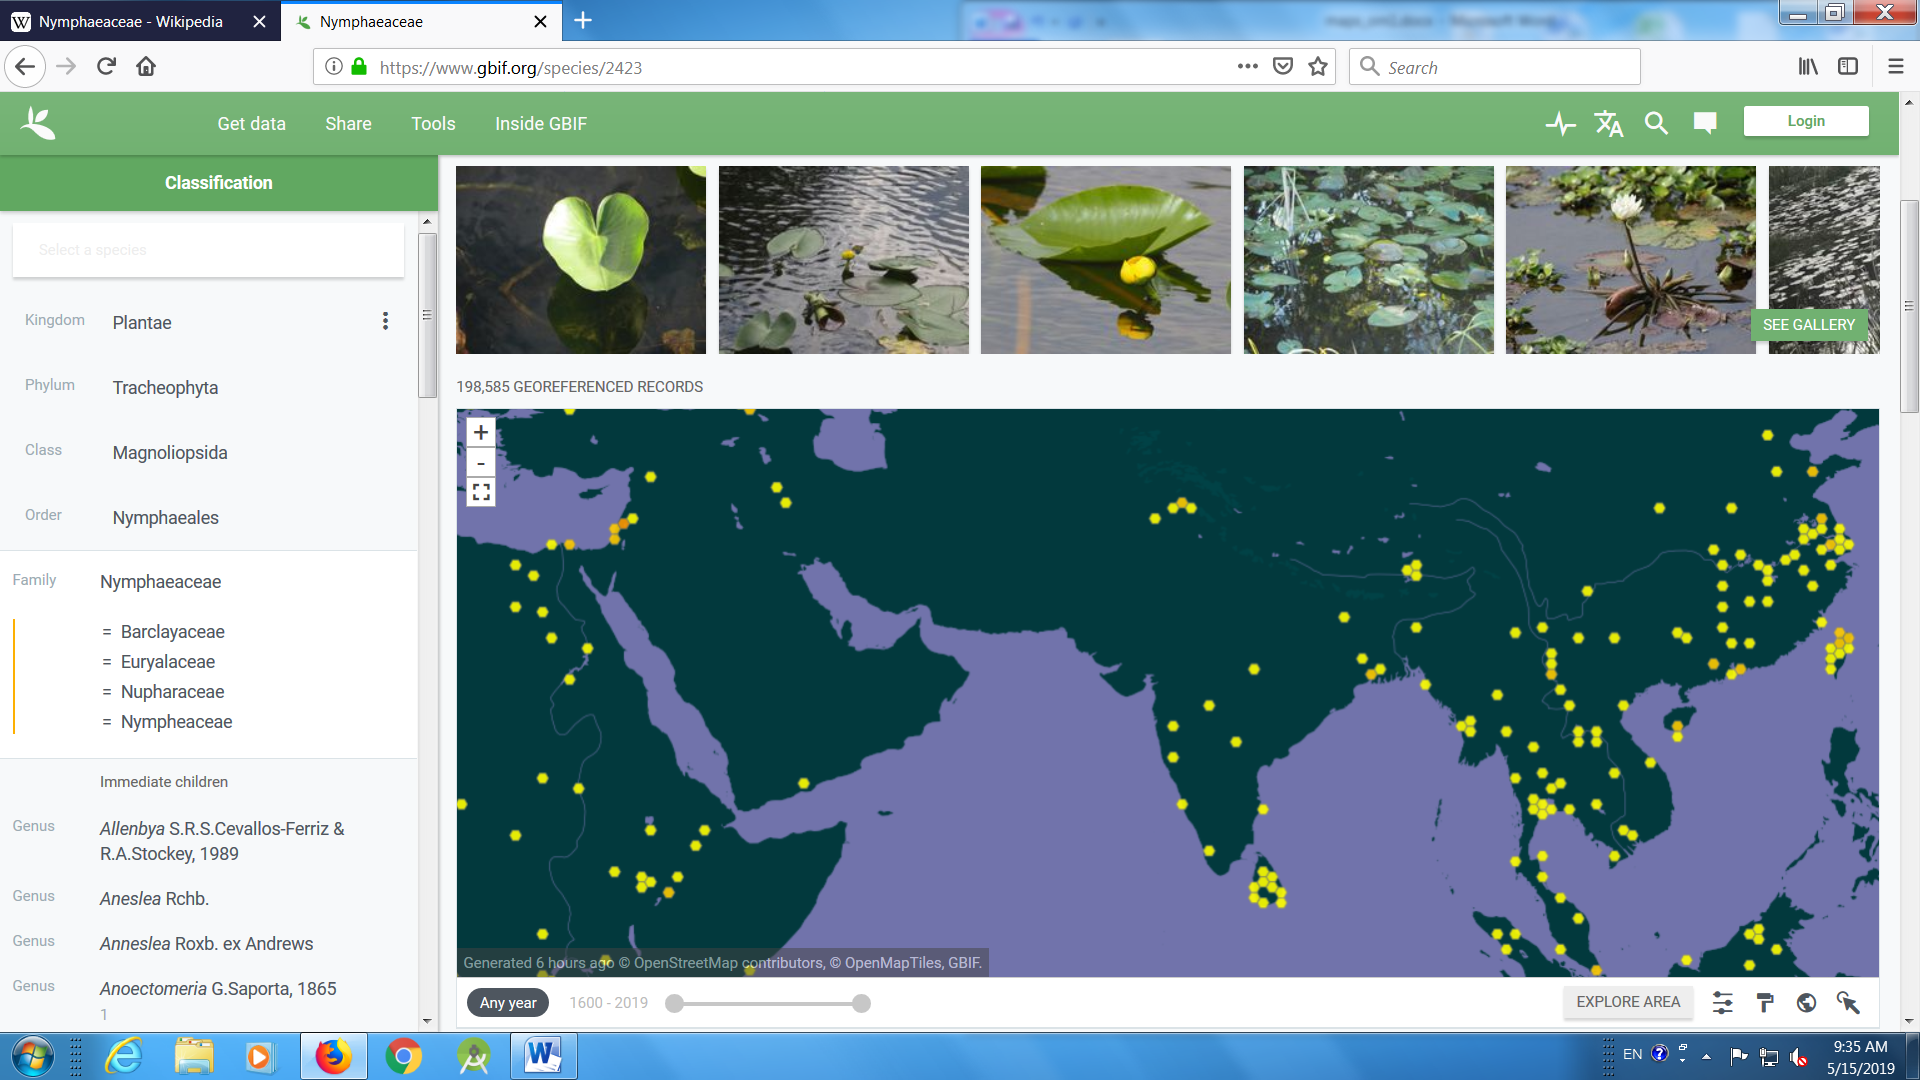 Nymphaeaceae - Wikipedia
Nymphaeaceae
https://www.gbif.org/species/2423
Search
Get data Share Tools Inside GBIF
Login
Classification
Select a species
Kingdom Plantae
Phylum Tracheophyta
Class Magnoliopsida
Order Nymphaeales
Family Nymphaeaceae
= Barclayaceae
= Euryalaceae
= Nupharaceae
= Nympheaceae
Immediate children
Genus Allenbya S.R.S.Cevallos-Ferriz &
R.A.Stockey, 1989
Genus Aneslea Rchb.
Genus Anneslea Roxb. ex Andrews
Genus Anoectomeria G.Saporta, 1865
1
SEE GALLERY
198,585 GEOREFERENCED RECORDS
+
-
Generated 6 hours ago © OpenStreetMap contributors, © OpenMapTiles, GBIF.
Any year 1600 - 2019
EXPLORE AREA
EN
9:35 AM
5/15/2019